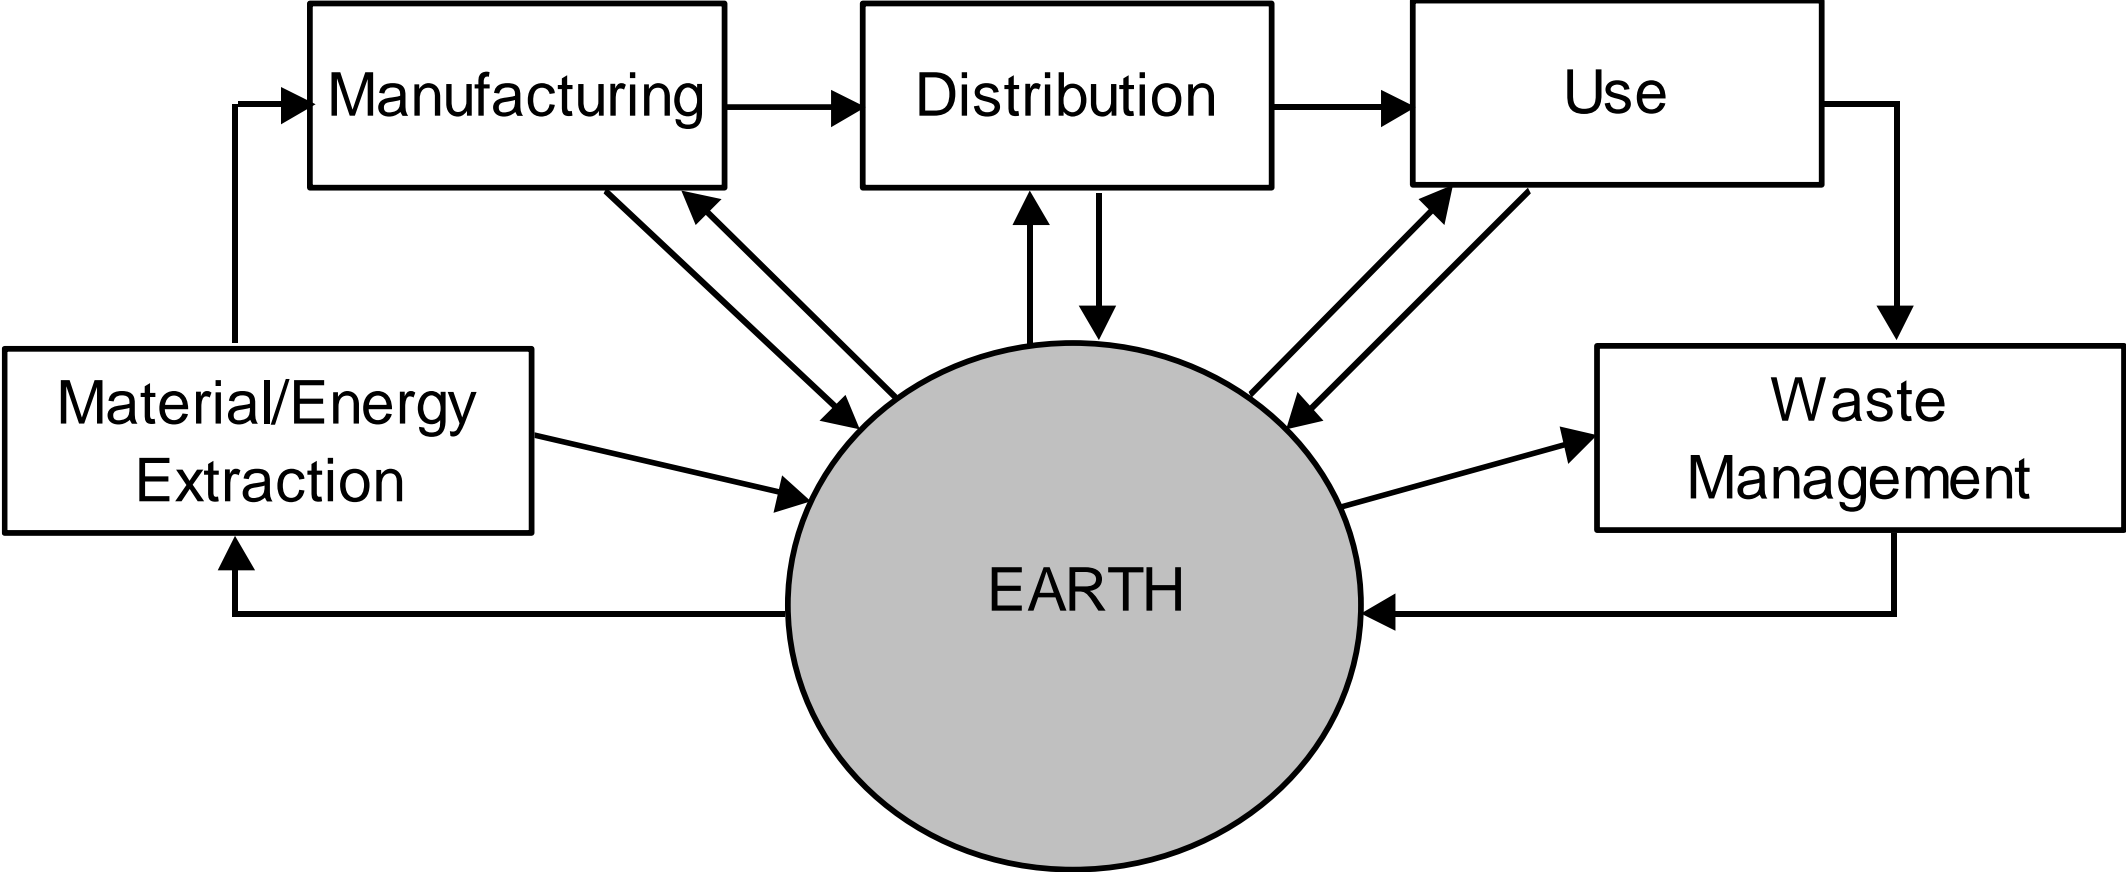 Manufacturing
Distribution
Use
Material/Energy
Extraction
Waste
Management
EARTH